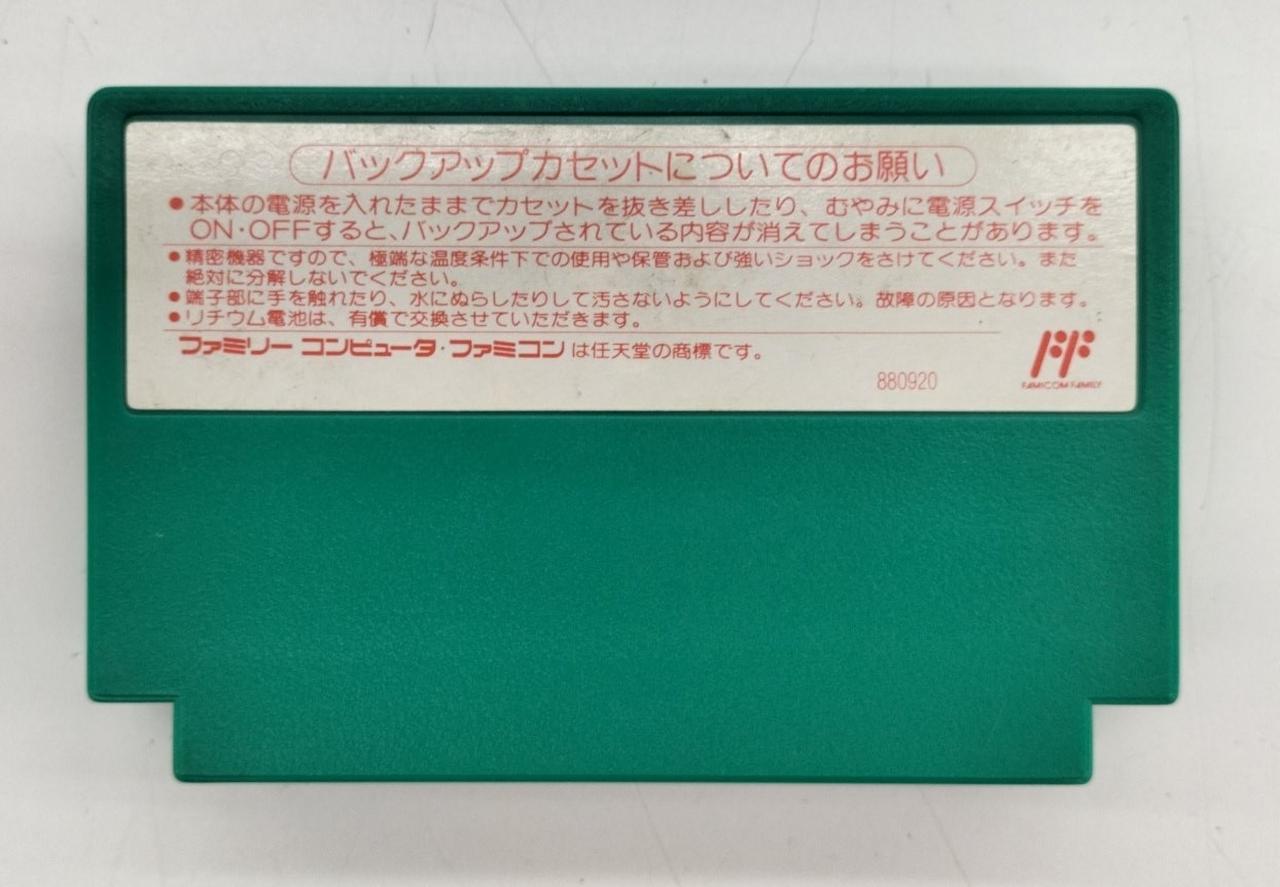 バックアップカセットについてのお願い
●本体の電源を入れたままでカセットを抜き差ししたり、むやみに電源スイッチを
ON・OFFすると、バックアップされている内容が消えてしまうことがあります。
●精密機器ですので、極端な温度条件下での使用や保管および強いショックをさけてください。また
絶対に分解しないでください。
●端子部に手を触れたり、水にぬらしたりして汚さないようにしてください。故障の原因となります。
●リチウム電池は、有償で交換させていただきます。
ファミリーコンピュータ・ファミコンは任天堂の商標です。
880920
FAMICOM FAMILY